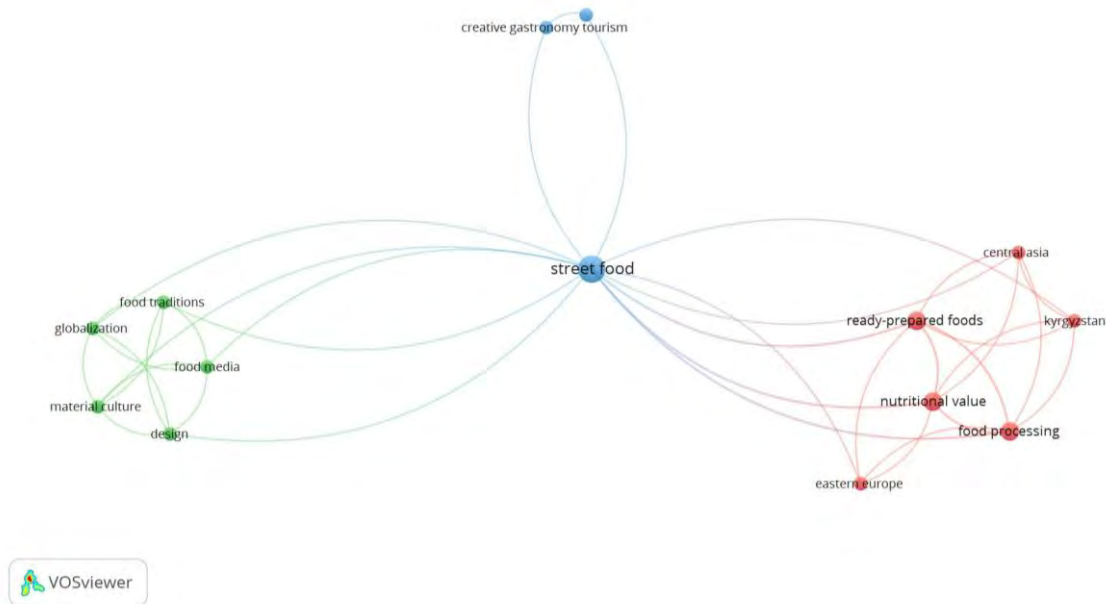 creative gastronomy tourism
street food
central asia
food traditions
globalization
ready-prepared foods
kyrgyzstan
food media
nutritional value
material culture
design
food processing
eastern europe
VOSviewer